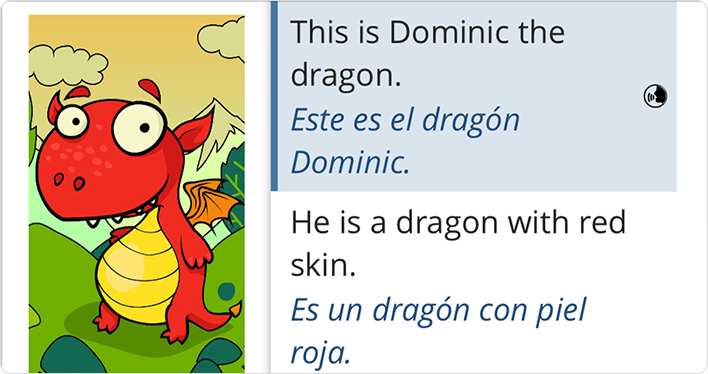 This is Dominic the
dragon.
Este es el dragón
Dominic.
He is a dragon with red
skin.
Es un dragón con piel
roja.